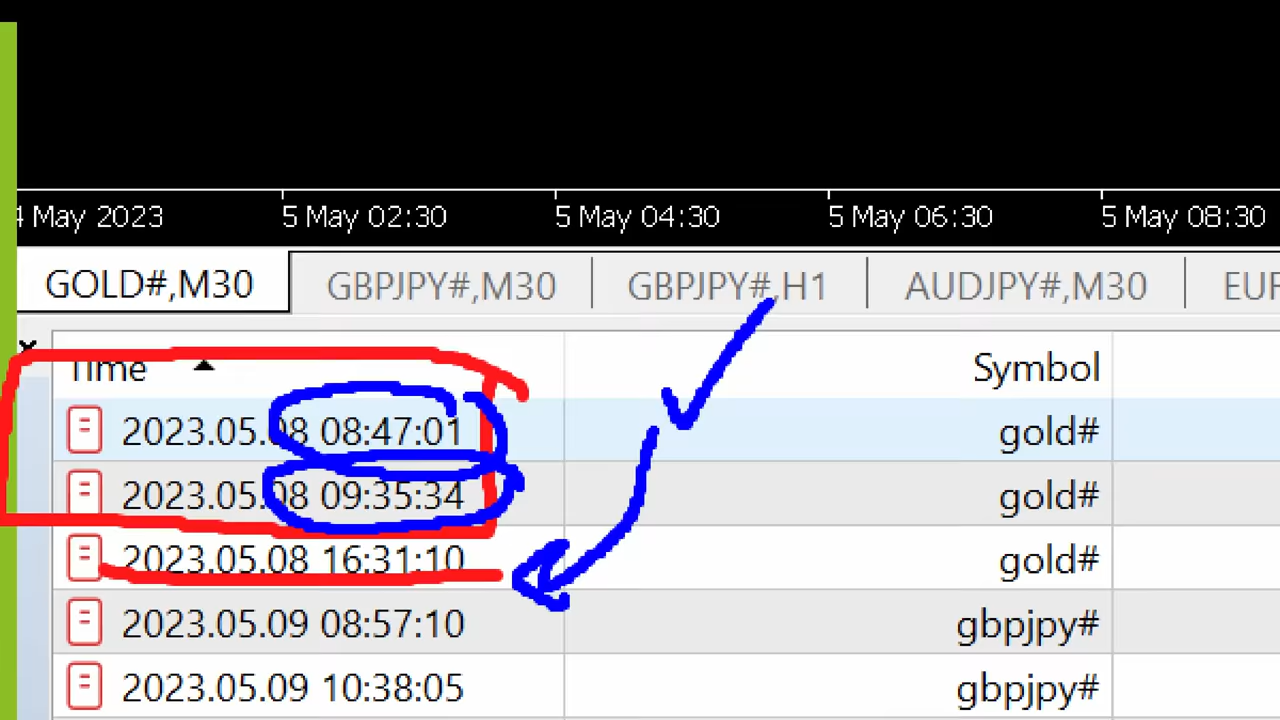 4 May 2023 5 May 02:30 5 May 04:30 5 May 06:30 5 May 08:30
GOLD#,M30 GBPJPY#,M30 GBPJPY#,H1 AUDJPY#,M30 EUR
Time Symbol
2023.05.08 08:47:01 gold#
2023.05.08 09:35:34 gold#
2023.05.08 16:31:10 gold#
2023.05.09 08:57:10 gbpjpy#
2023.05.09 10:38:05 gbpjpy#